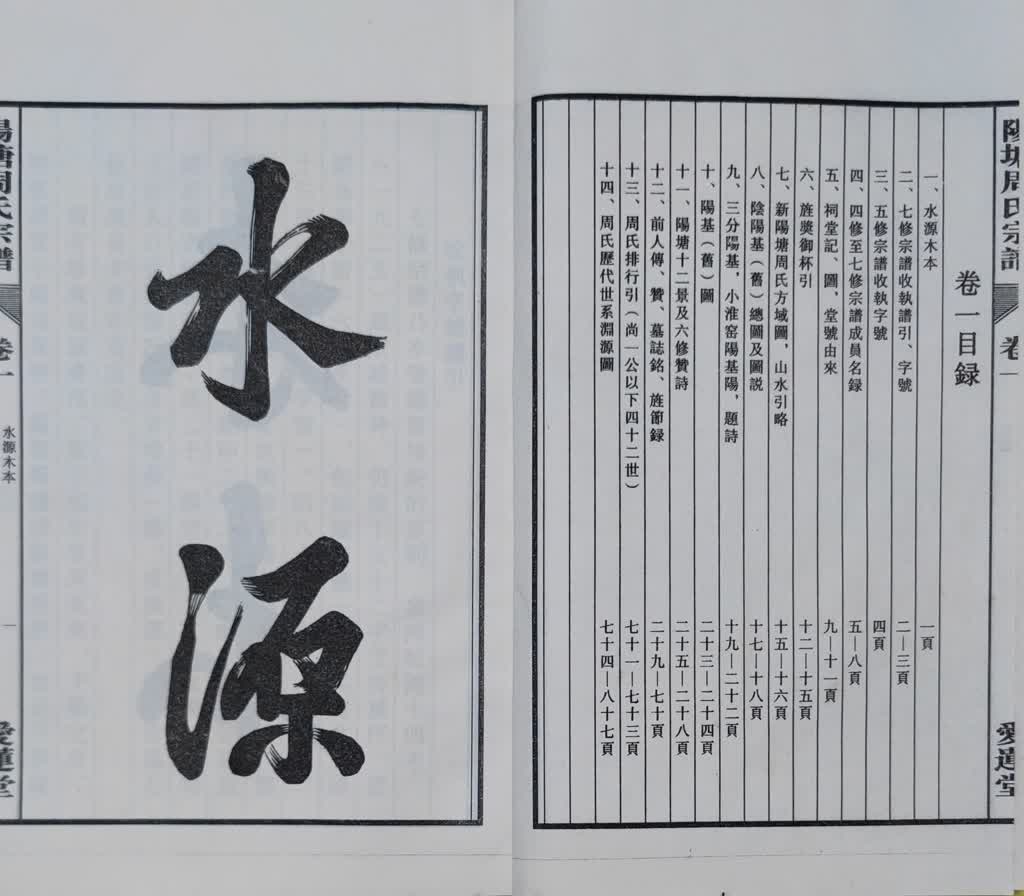 陽塘周氏宗譜 卷一 愛蓮堂
卷一目録
一、水源木本 一頁
二、七修宗譜收執譜引、字號 二—三頁
三、五修宗譜收執字號 四頁
四、四修至七修宗譜成員名録 五—八頁
五、祠堂記、圖，堂號由來 九—十一頁
六、旌奬御杯引 十二—十五頁
七、新陽塘周氏方域圖，山水引略 十五—十六頁
八、陰陽基（舊）總圖及圖説 十七—十八頁
九、三分陽基，小淮窑陽基陽，題詩 十九—二十二頁
十、陽基（舊）圖 二十三—二十四頁
十一、陽塘十二景及六修贊詩 二十五—二十八頁
十二、前人傳、贊、墓誌銘、旌節録 二十九—七十頁
十三、周氏排行引（尚一公以下四十二世） 七十一—七十三頁
十四、周氏歷代世系淵源圖 七十四—八十七頁
水源
陽塘周氏宗譜 卷一 水源木本 一 愛蓮堂